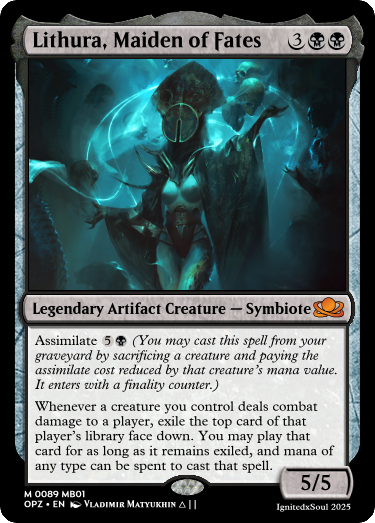 Lithura, Maiden of Fates 3
Legendary Artifact Creature — Symbiote
Assimilate 5 (You may cast this spell from your
graveyard by sacrificing a creature and paying the
assimilate cost reduced by that creature's mana value.
It enters with a finality counter.)
Whenever a creature you control deals combat
damage to a player, exile the top card of that
player's library face down. You may play that
card for as long as it remains exiled, and mana of
any type can be spent to cast that spell.
5/5
M 0089 MB01
OPZ • EN Vladimir Matyukhin
IgnitedxSoul 2025